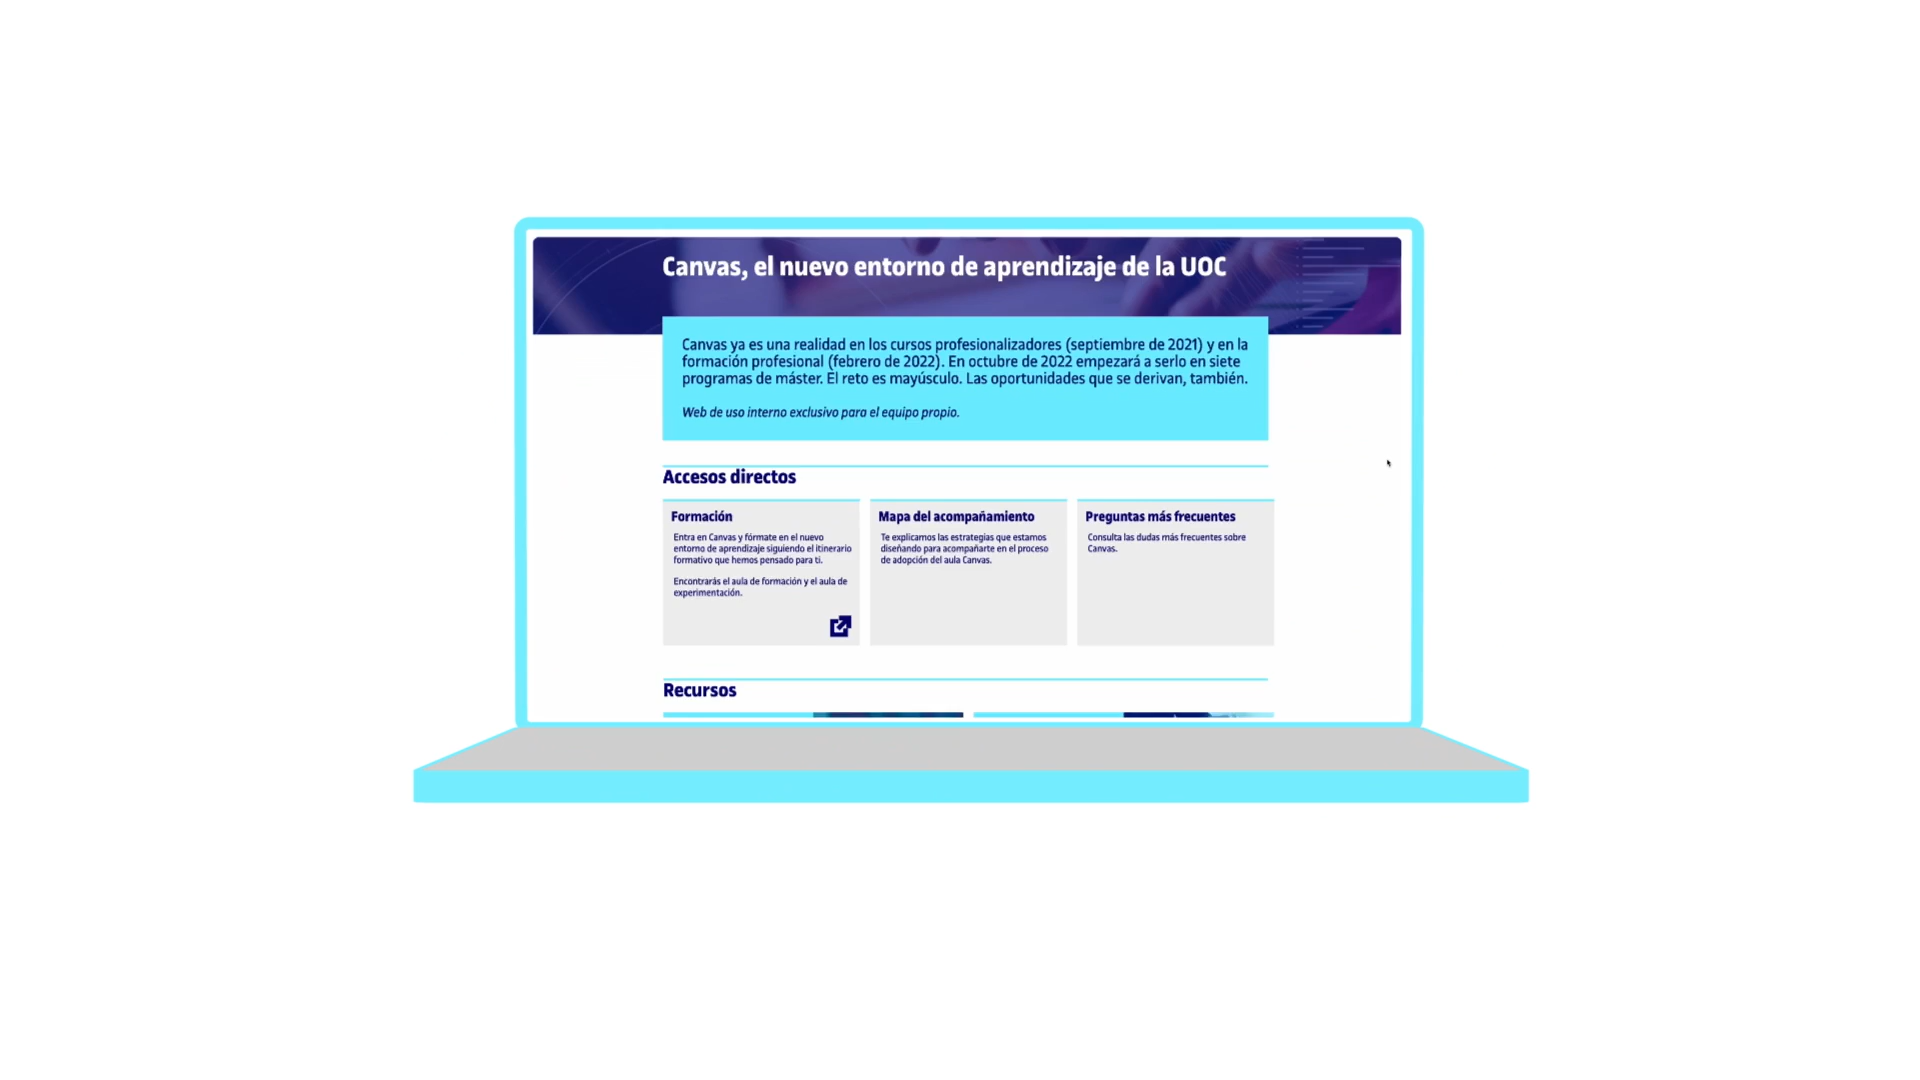 Canvas, el nuevo entorno de aprendizaje de la UOC
Canvas ya es una realidad en los cursos profesionalizadores (septiembre de 2021) y en la
formación profesional (febrero de 2022). En octubre de 2022 empezará a serlo en siete
programas de máster. El reto es mayúsculo. Las oportunidades que se derivan, también.
Web de uso interno exclusivo para el equipo propio.
Accesos directos
Formación
Entra en Canvas y fórmate en el nuevo
entorno de aprendizaje siguiendo el itinerario
formativo que hemos pensado para ti.
Encontrarás el aula de formación y el aula de
experimentación.
Mapa del acompañamiento
Te explicamos las estrategias que estamos
diseñando para acompañarte en el proceso
de adopción del aula Canvas.
Preguntas más frecuentes
Consulta las dudas más frecuentes sobre
Canvas.
Recursos